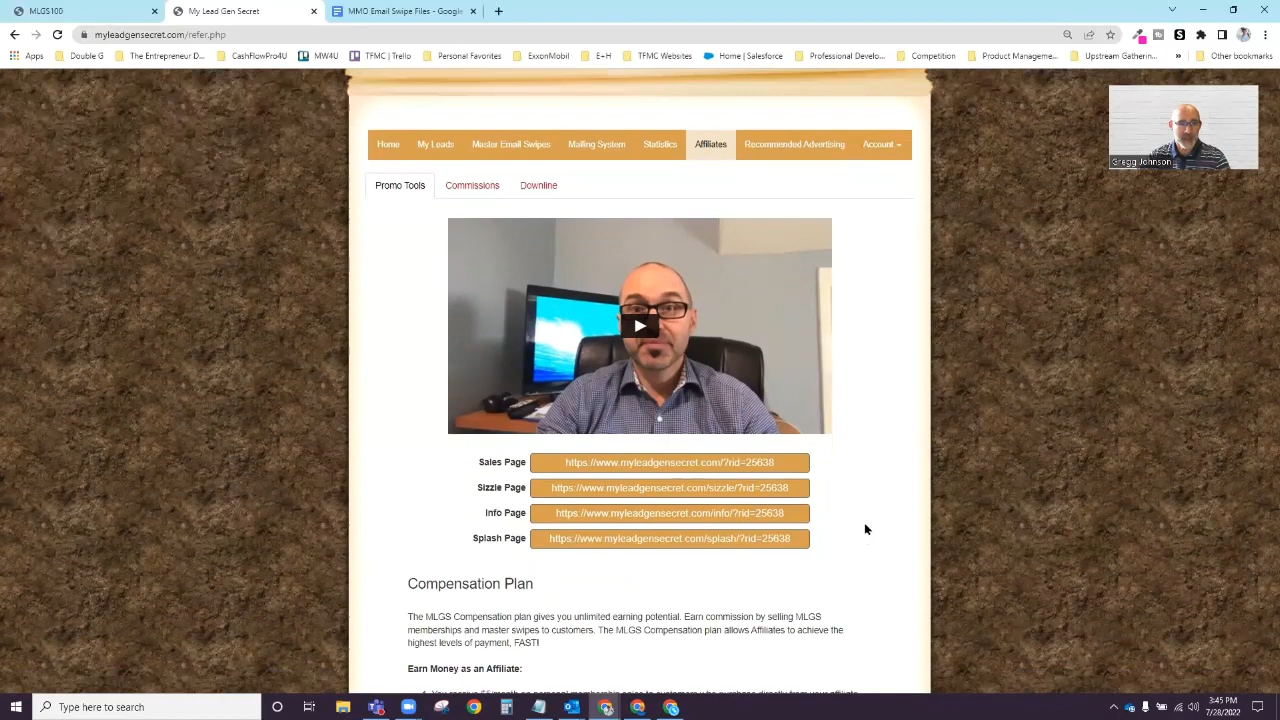 MLGS100
My Lead Gen Secret
MMO Email Swipes - Google
myleadgensecret.com/refer.php
Apps
Double G
The Entrepreneur D...
CashFlowPro4U
MW4U
TFMC | Trello
Personal Favorites
ExxonMobil
E+H
TFMC Websites
Home | Salesforce
Professional Develo...
Competition
Product Manageme...
Upstream Gatherin...
Other bookmarks
Gregg Johnson
Home
My Leads
Master Email Swipes
Mailing System
Statistics
Affiliates
Recommended Advertising
Account
Promo Tools
Commissions
Downline
Sales Page https://www.myleadgensecret.com/?rid=25638
Sizzle Page https://www.myleadgensecret.com/sizzle/?rid=25638
Info Page https://www.myleadgensecret.com/info/?rid=25638
Splash Page https://www.myleadgensecret.com/splash/?rid=25638
Compensation Plan
The MLGS Compensation plan gives you unlimited earning potential. Earn commission by selling MLGS
memberships and master swipes to customers. The MLGS Compensation plan allows Affiliates to achieve the
highest levels of payment, FAST!
Earn Money as an Affiliate:
Type here to search
3:45 PM
7/28/2022